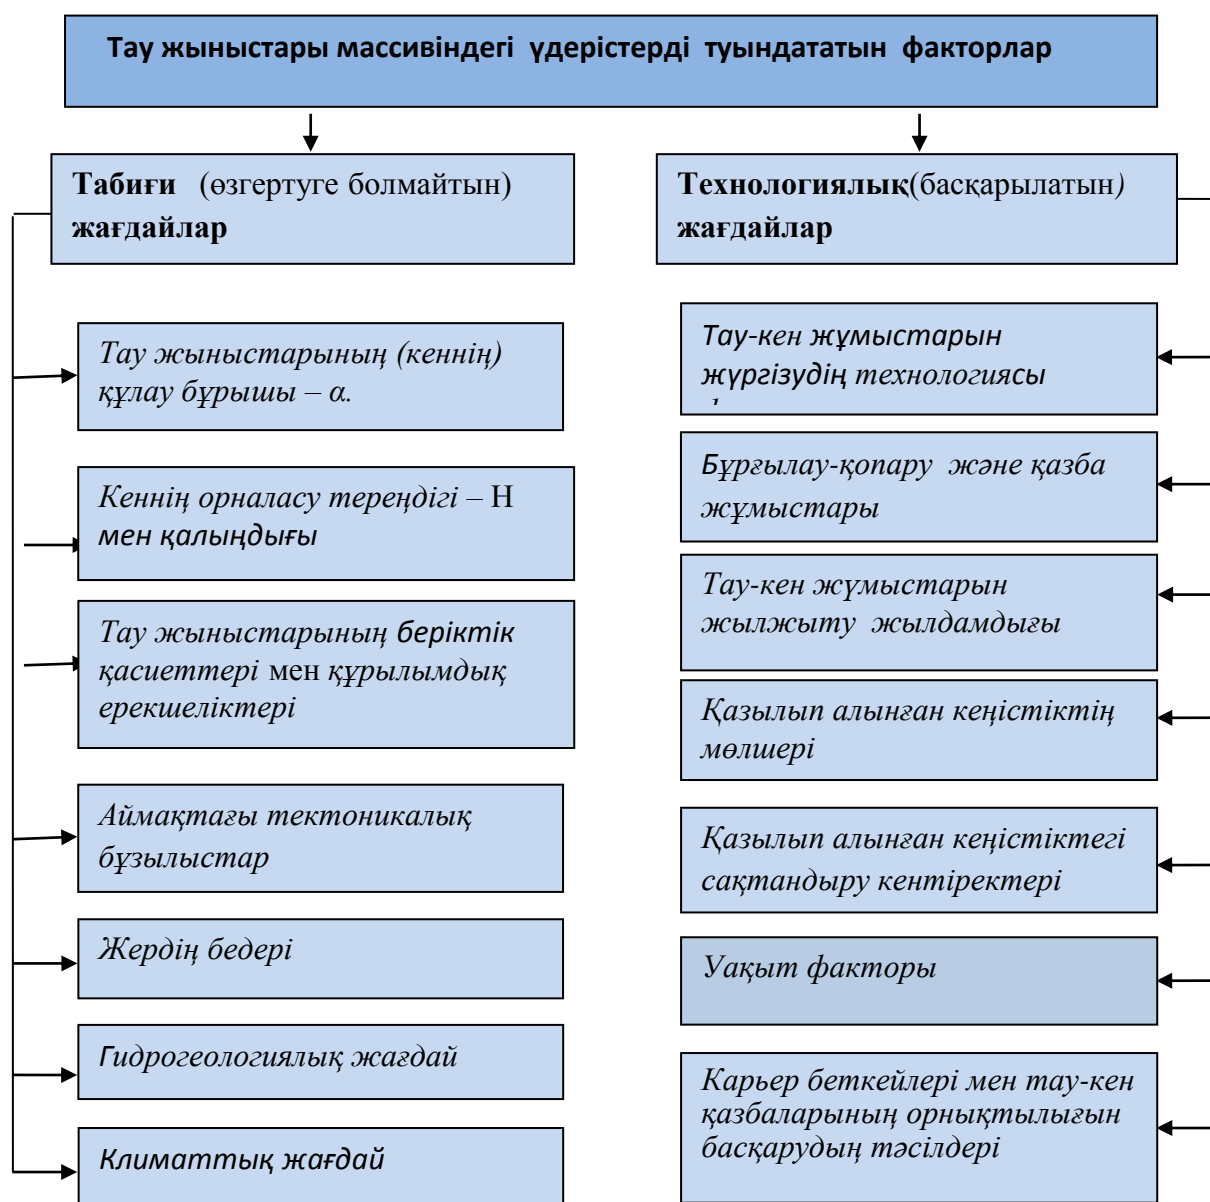 Тау жыныстары массивіндегі үдерістерді туындататын факторлар
Табиғи (өзгертуге болмайтын)
жағдайлар
Тау жыныстарының (кеннің)
құлау бұрышы – α.
Кеннің орналасу тереңдігі – Н
мен қалыңдығы
Тау жыныстарының беріктік
қасиеттері мен құрылымдық
ерекшеліктері
Аймақтағы тектоникалық
бұзылыстар
Жердің бедері
Гидрогеологиялық жағдай
Климаттық жағдай
Технологиялық(басқарылатын)
жағдайлар
Тау-кен жұмыстарын
жүргізудің технологиясы
Бұрғылау-қопару және қазба
жұмыстары
Тау-кен жүмыстарын
жылжыту жылдамдығы
Қазылып алынған кеңістіктің
мөлшері
Қазылып алынған кеңістіктегі
сақтандыру кентіректері
Уақыт факторы
Карьер беткейлері мен тау-кен
қазбаларының орнықтылығын
басқарудың тәсілдері